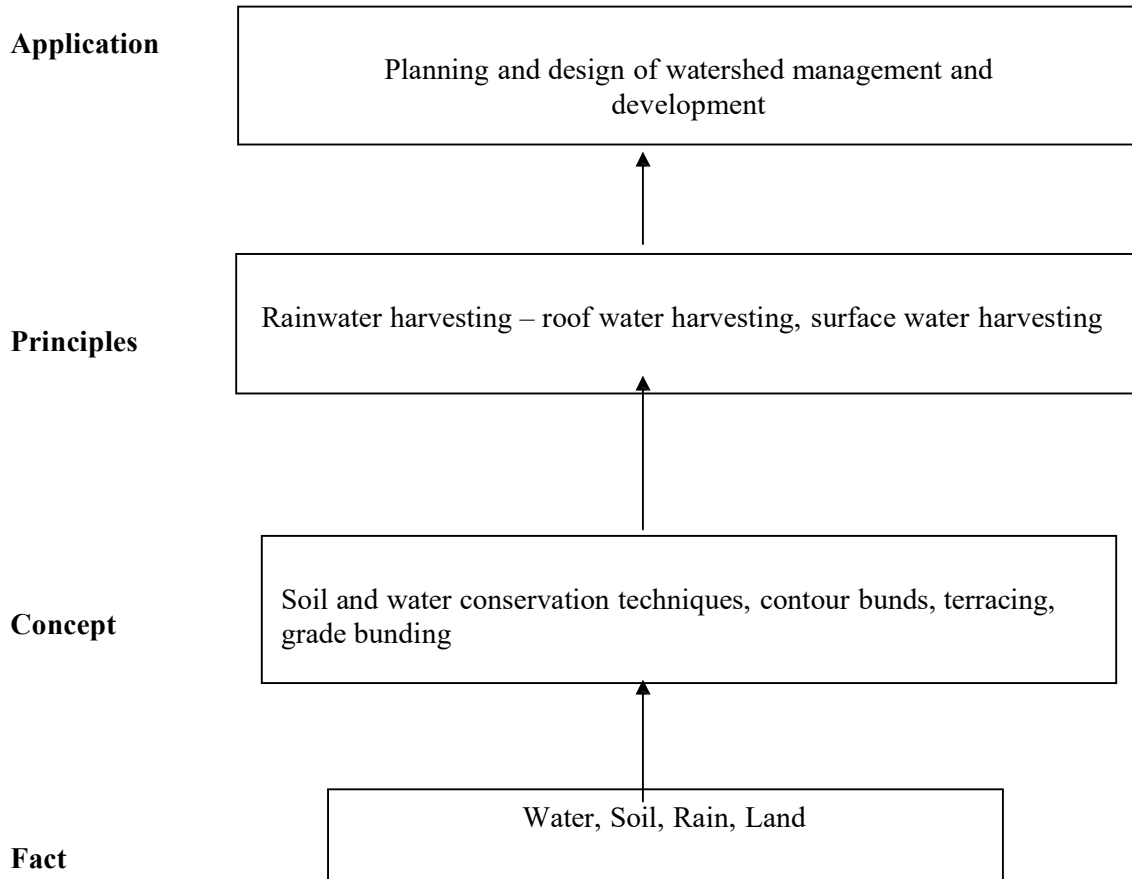 Application
Planning and design of watershed management and
development
Principles
Rainwater harvesting – roof water harvesting, surface water harvesting
Concept
Soil and water conservation techniques, contour bunds, terracing,
grade bunding
Fact
Water, Soil, Rain, Land